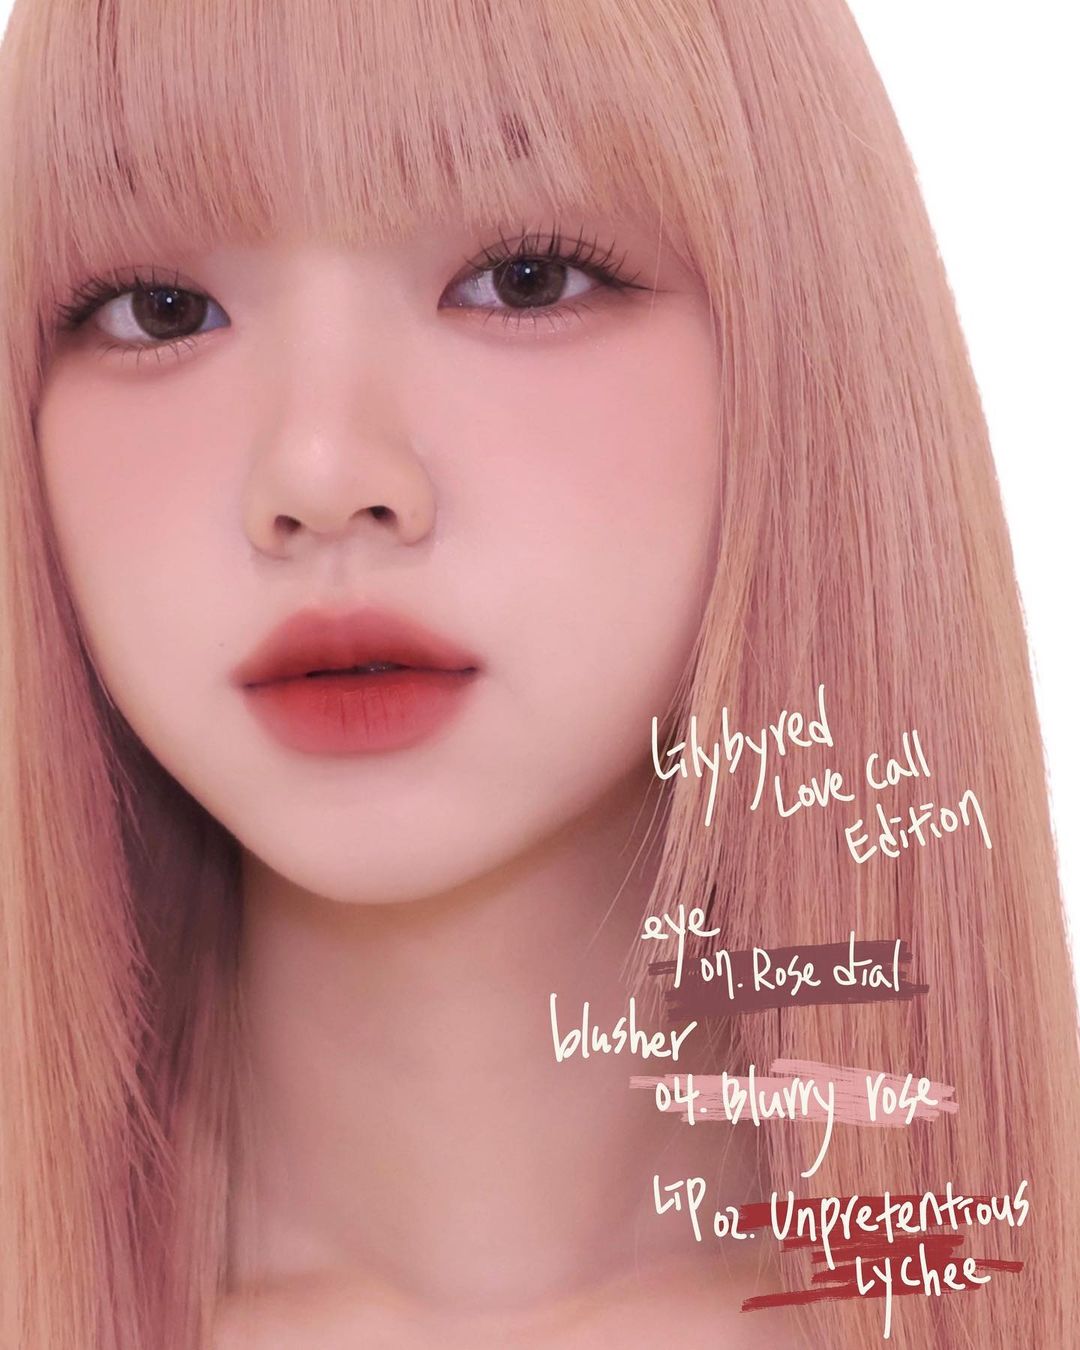 Lilybyred
Love Call
Edition
eye
07. Rose dial
blusher
04. Blurry rose
Lip
02. Unpretentious
Lychee